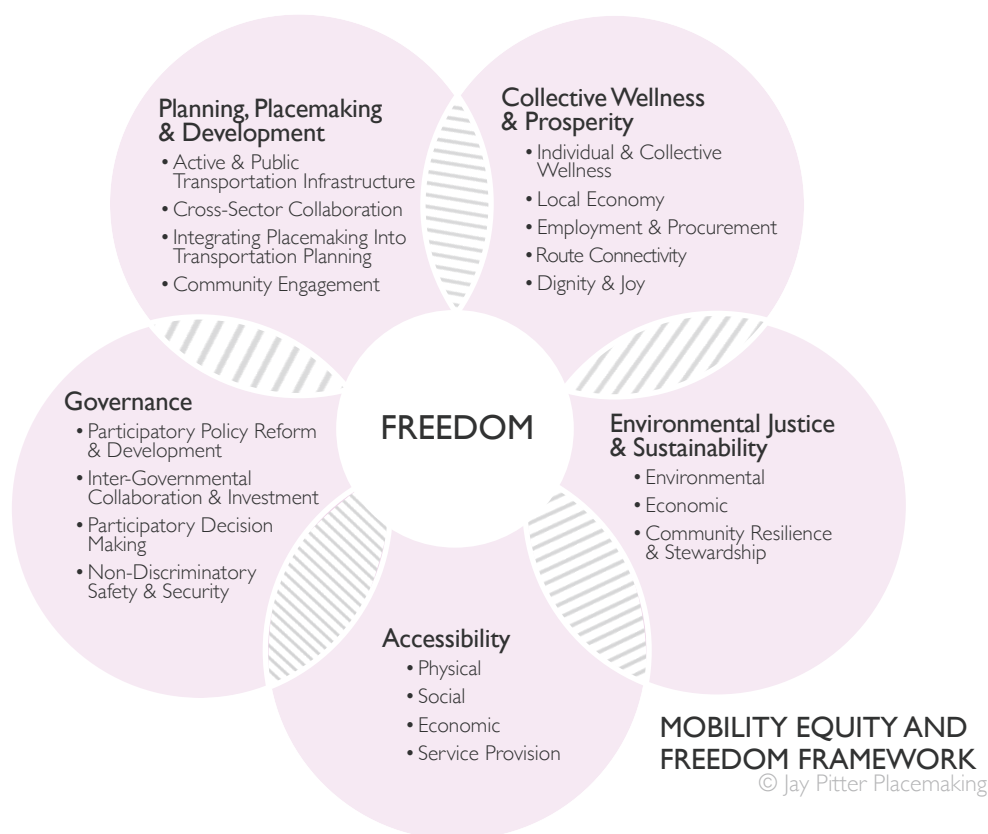 Planning, Placemaking
& Development
• Active & Public
Transportation Infrastructure
• Cross-Sector Collaboration
• Integrating Placemaking Into
Transportation Planning
• Community Engagement
Collective Wellness
& Prosperity
• Individual & Collective
Wellness
• Local Economy
• Employment & Procurement
• Route Connectivity
• Dignity & Joy
Governance
• Participatory Policy Reform
& Development
• Inter-Governmental
Collaboration & Investment
• Participatory Decision
Making
• Non-Discriminatory
Safety & Security
FREEDOM
Environmental Justice
& Sustainability
• Environmental
• Economic
• Community Resilience
& Stewardship
Accessibility
• Physical
• Social
• Economic
• Service Provision
MOBILITY EQUITY AND
FREEDOM FRAMEWORK
© Jay Pitter Placemaking